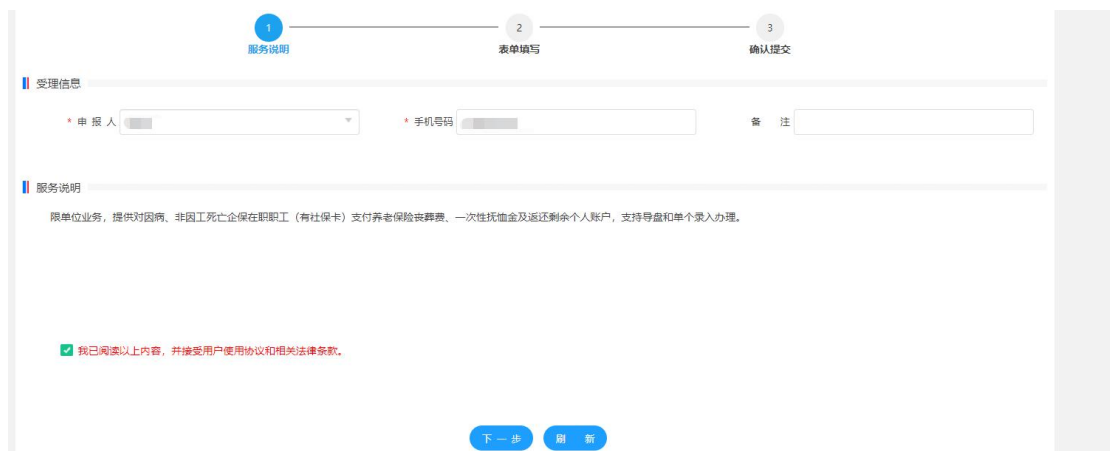 1
2
3
服务说明
表单填写
确认提交
受理信息
* 申 报 人
* 手机号码
备 注
服务说明
限单位业务，提供对因病、非因工死亡企保在职职工（有社保卡）支付养老保险丧葬费、一次性抚恤金及返还剩余个人账户，支持导盘和单个录入办理。
我已阅读以上内容，并接受用户使用协议和相关法律条款。
下 一 步
刷 新